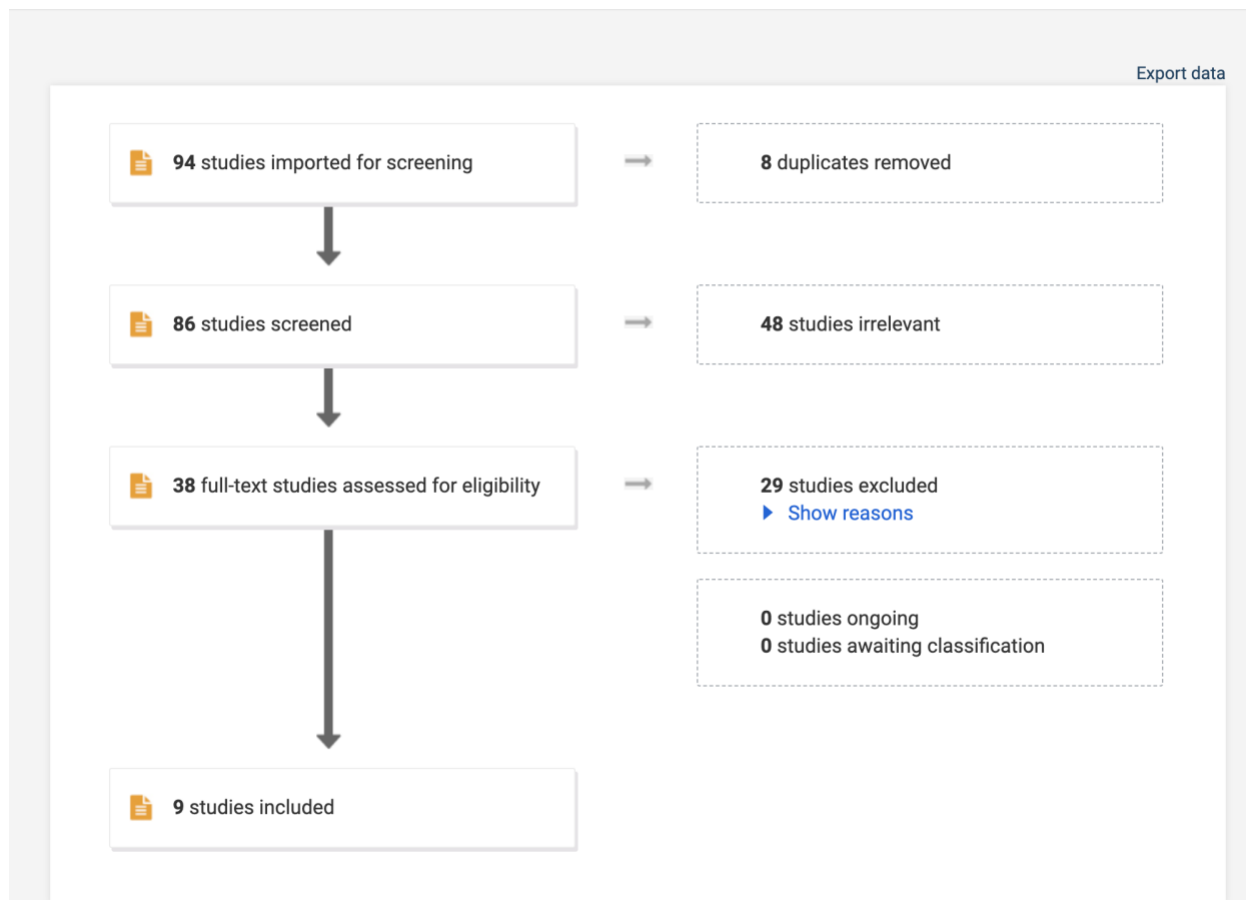 Export data
94 studies imported for screening
8 duplicates removed
86 studies screened
48 studies irrelevant
38 full-text studies assessed for eligibility
29 studies excluded
Show reasons
0 studies ongoing
0 studies awaiting classification
9 studies included